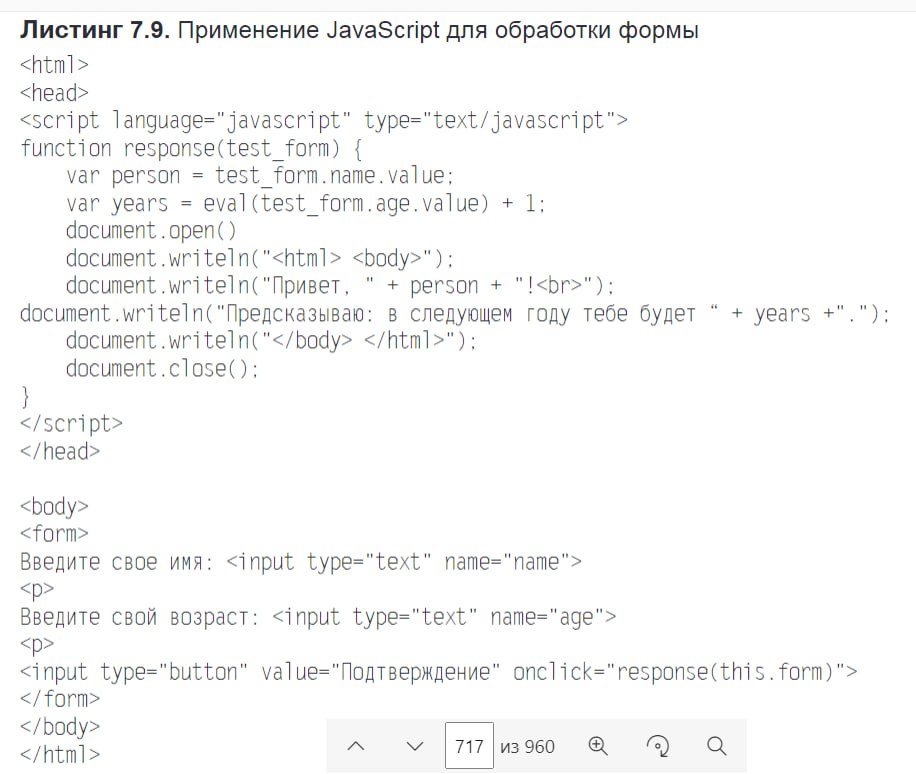 Листинг 7.9. Применение JavaScript для обработки формы
<html>
<head>
<script language="javascript" type="text/javascript">
function response(test_form) {
    var person = test_form.name.value;
    var years = eval(test_form.age.value) + 1;
    document.open()
    document.writeln("<html> <body>");
    document.writeln("Привет, " + person + "!<br>");
document.writeln("Предсказываю: в следующем году тебе будет “ + years +".");
    document.writeln("</body> </html>");
    document.close();
}
</script>
</head>

<body>
<form>
Введите свое имя: <input type="text" name="name">
<p>
Введите свой возраст: <input type="text" name="age">
<p>
<input type="button" value="Подтверждение" onclick="response(this.form)">
</form>
</body>
</html>
717 из 960